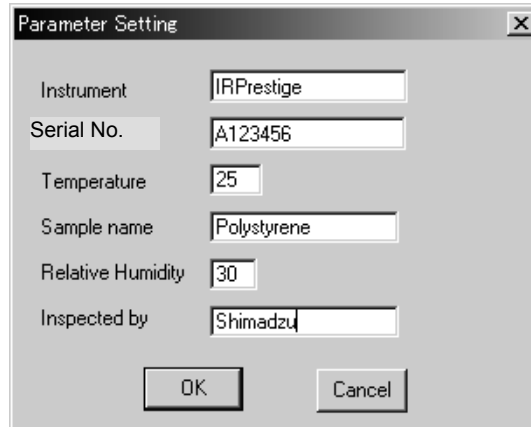 Parameter Setting
Instrument IRPrestige
Serial No. A123456
Temperature 25
Sample name Polystyrene
Relative Humidity 30
Inspected by Shimadzu
OK Cancel